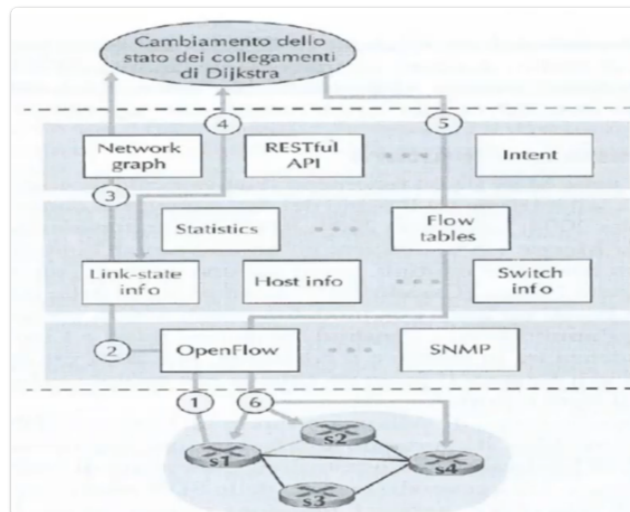 Cambiamento dello
stato dei collegamenti
di Dijkstra
4
5
Network
graph
RESTful
API
Intent
3
Statistics
Flow
tables
Link-state
info
Host info
Switch
info
2
OpenFlow
SNMP
1
6
s1
s2
s3
s4